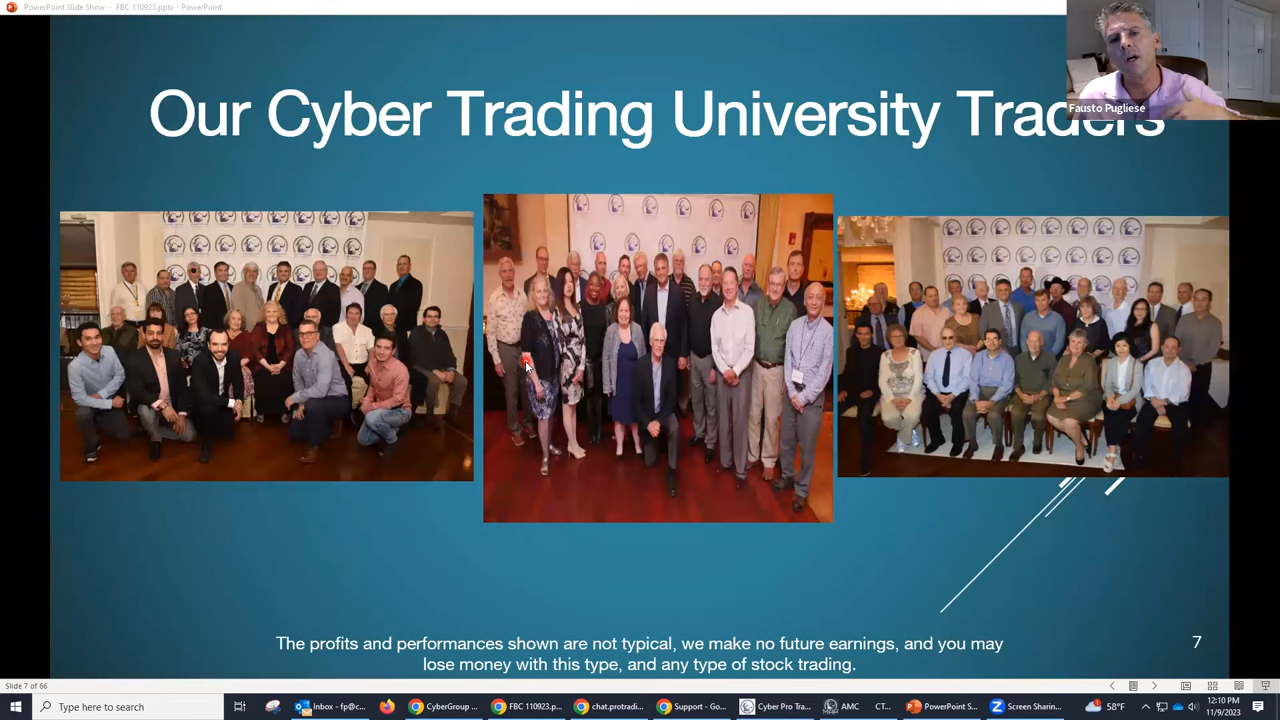 PowerPoint Slide Show - FBC 110923.pptx - PowerPoint
Our Cyber Trading University Traders
Fausto Pugliese
The profits and performances shown are not typical, we make no future earnings, and you may
lose money with this type, and any type of stock trading.
7
Slide 7 of 66
Type here to search
Inbox - fp@c...
CyberGroup ...
FBC 110923.p...
chat.protradi...
Support - Go...
Cyber Pro Tra...
AMC
CT...
PowerPoint S...
Screen Sharin...
58°F
12:10 PM
11/9/2023